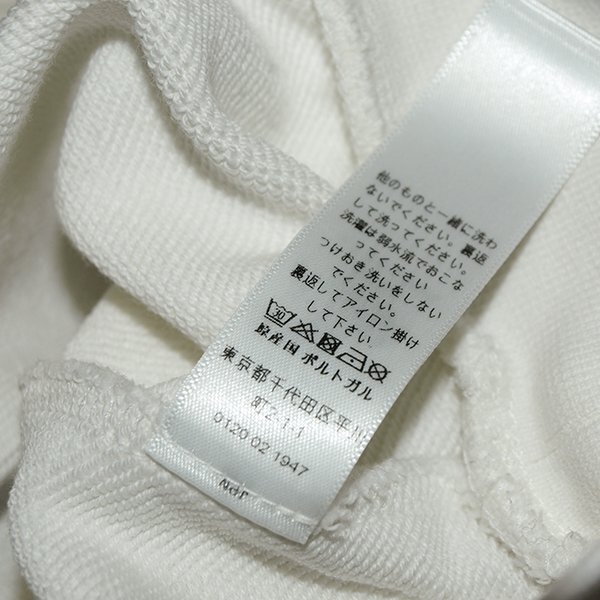 他のものと一緒に洗わ
ないでください。裏返
して洗ってください。
洗濯は弱水流でおこな
ってください
つけおき洗いをしない
でください。
裏返してアイロン掛け
して下さい
30
原産国 ポルトガル
東京都千代田区平川
町2-1-1
0120 02 1947
JPN